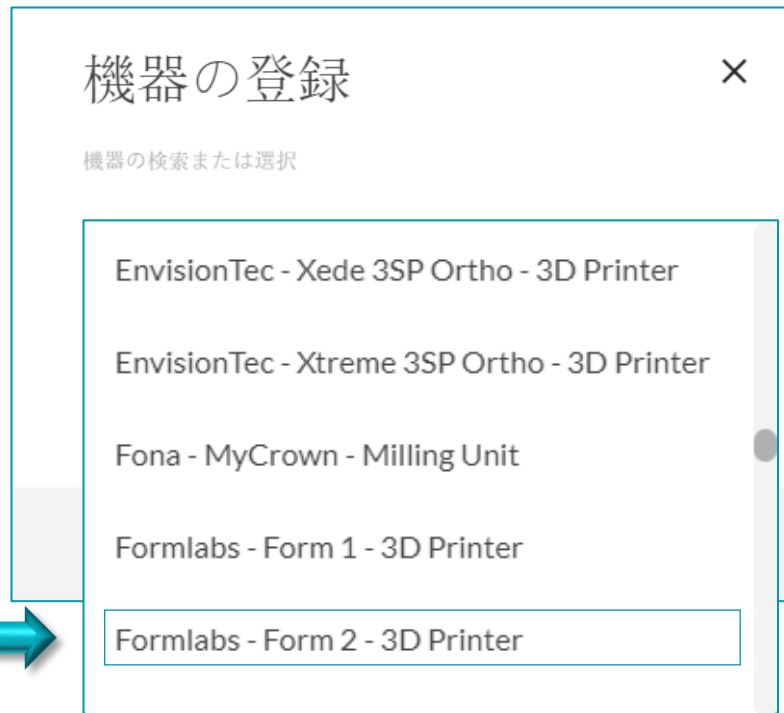 機器の登録
機器の検索または選択
EnvisionTec - Xede 3SP Ortho - 3D Printer
EnvisionTec - Xtreme 3SP Ortho - 3D Printer
Fona - MyCrown - Milling Unit
Formlabs - Form 1 - 3D Printer
Formlabs - Form 2 - 3D Printer